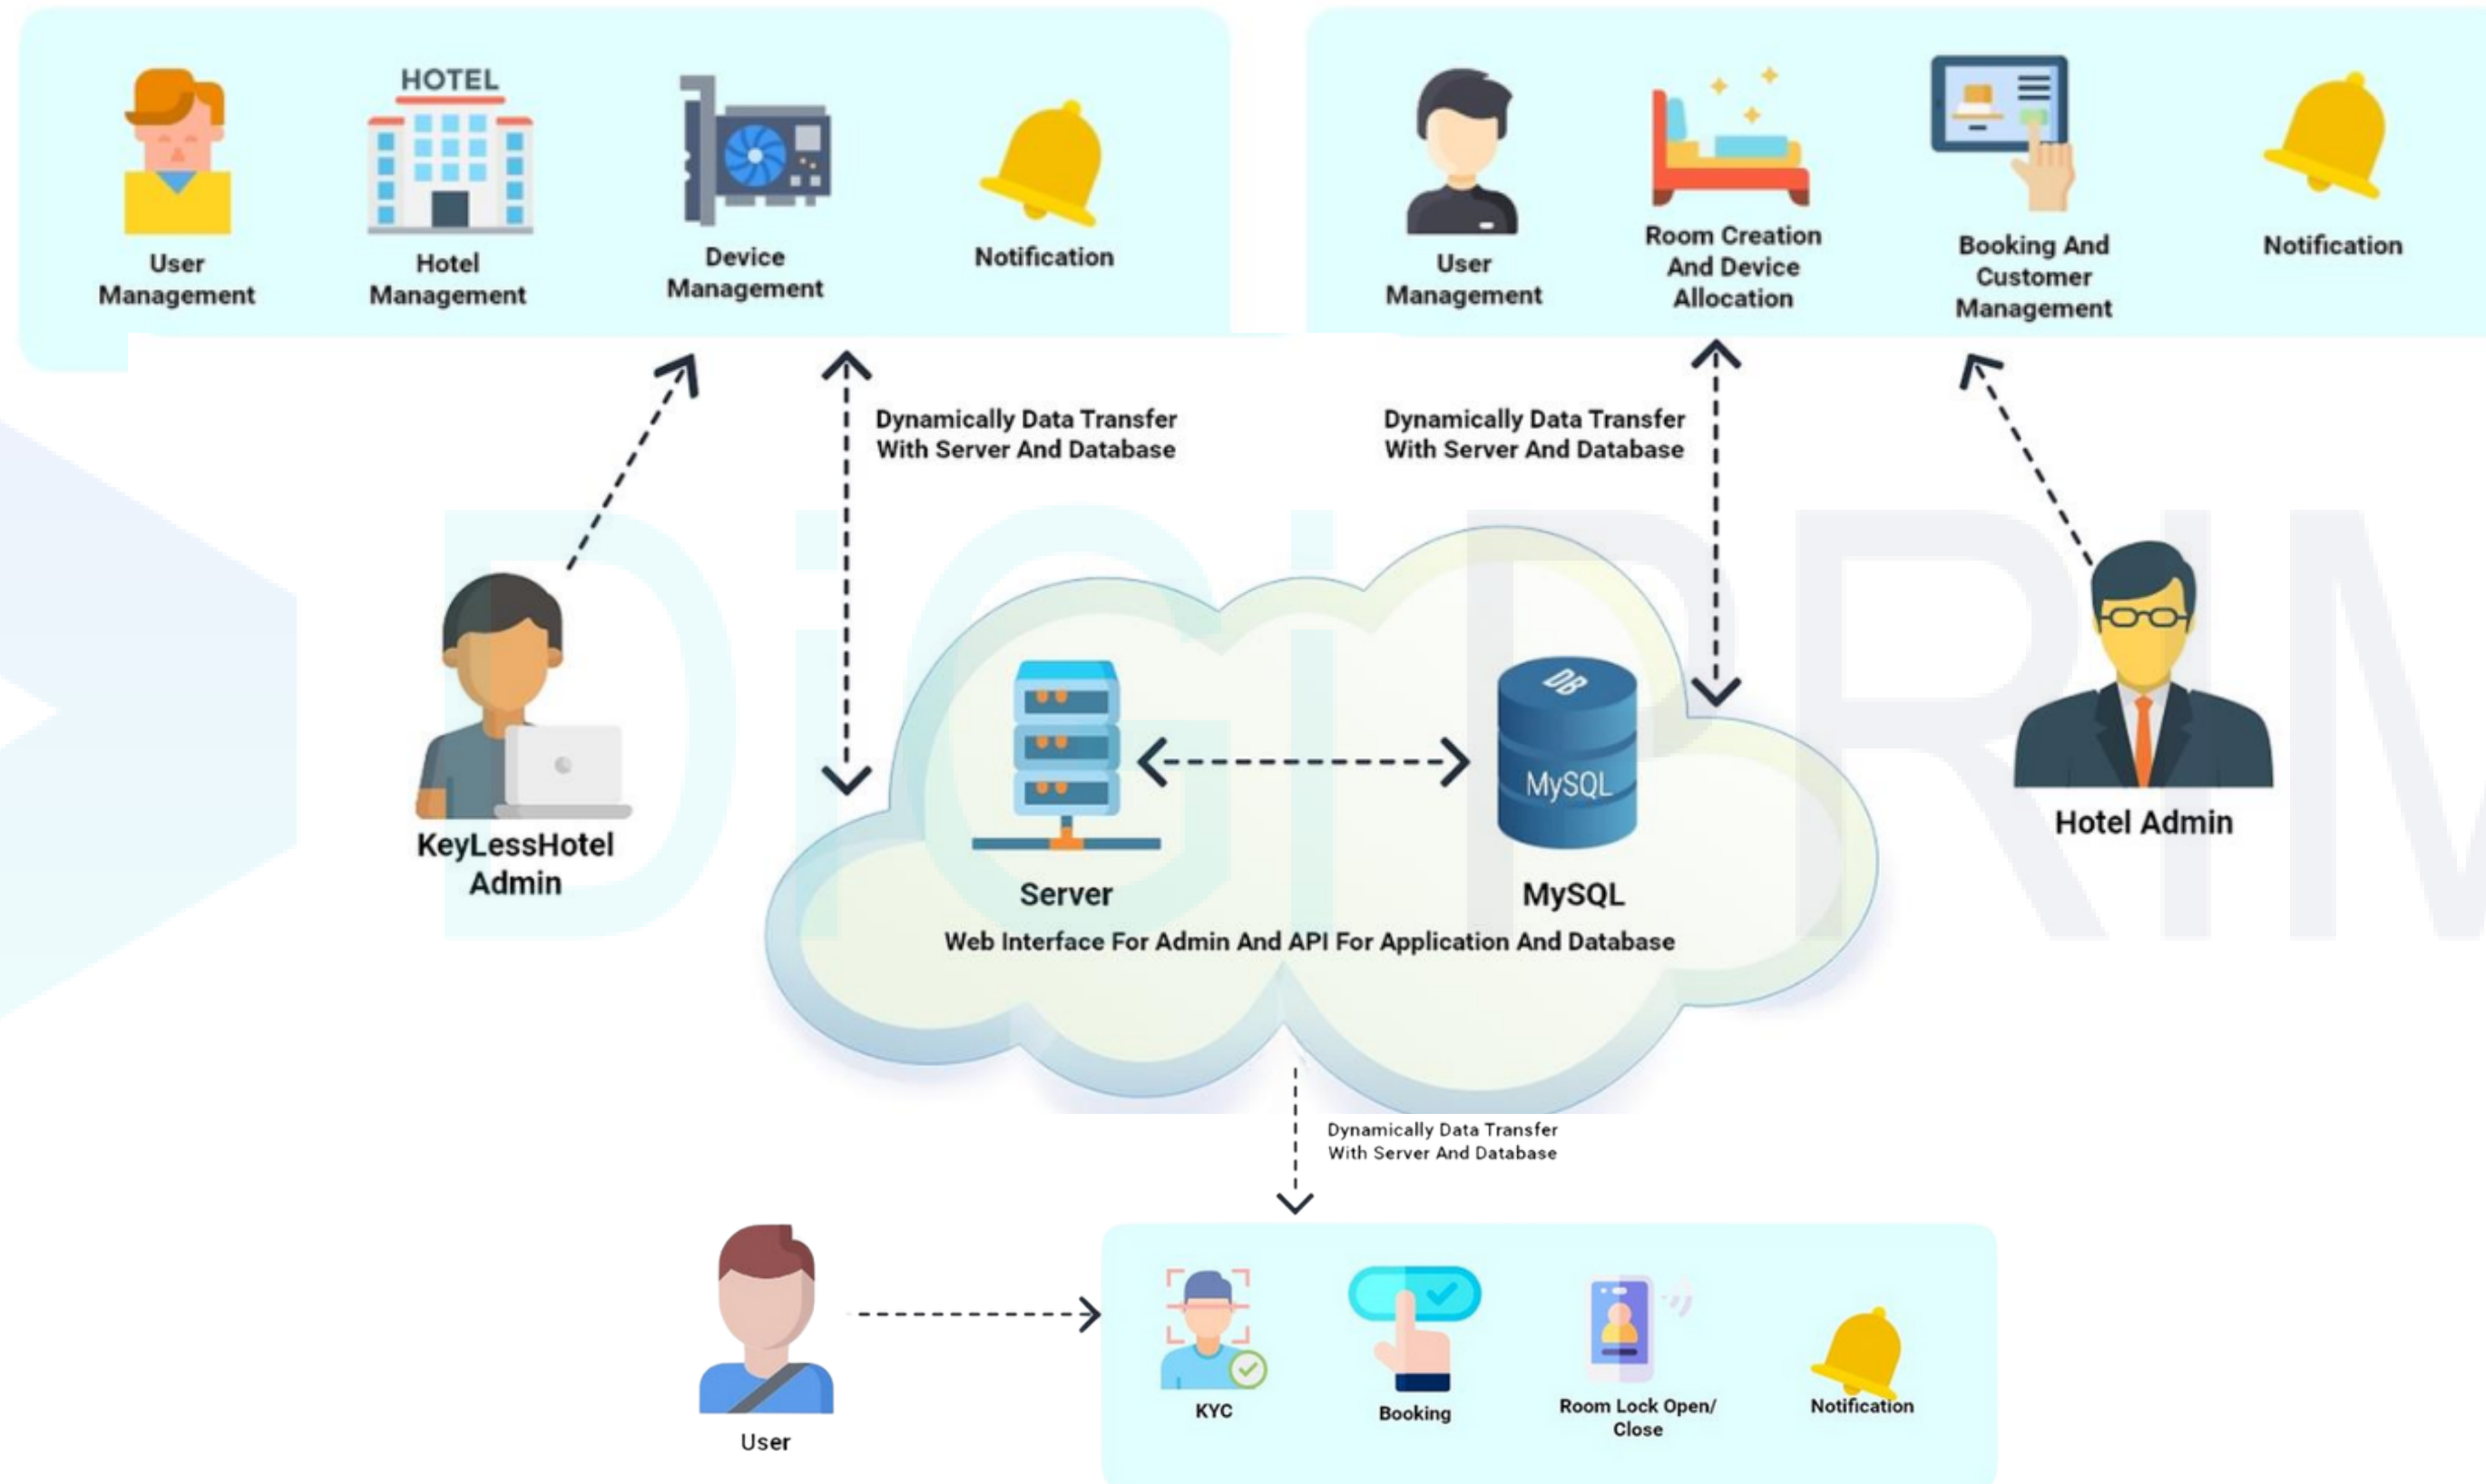 HOTEL
User
Management
Hotel
Management
Device
Management
Notification
User
Management
Room Creation
And Device
Allocation
Booking And
Customer
Management
Notification
Dynamically Data Transfer
With Server And Database
Dynamically Data Transfer
With Server And Database
DiGi PRIM
KeyLessHotel
Admin
DB
MySQL
Server
MySQL
Web Interface For Admin And API For Application And Database
Hotel Admin
Dynamically Data Transfer
With Server And Database
User
KYC
Booking
Room Lock Open/
Close
Notification